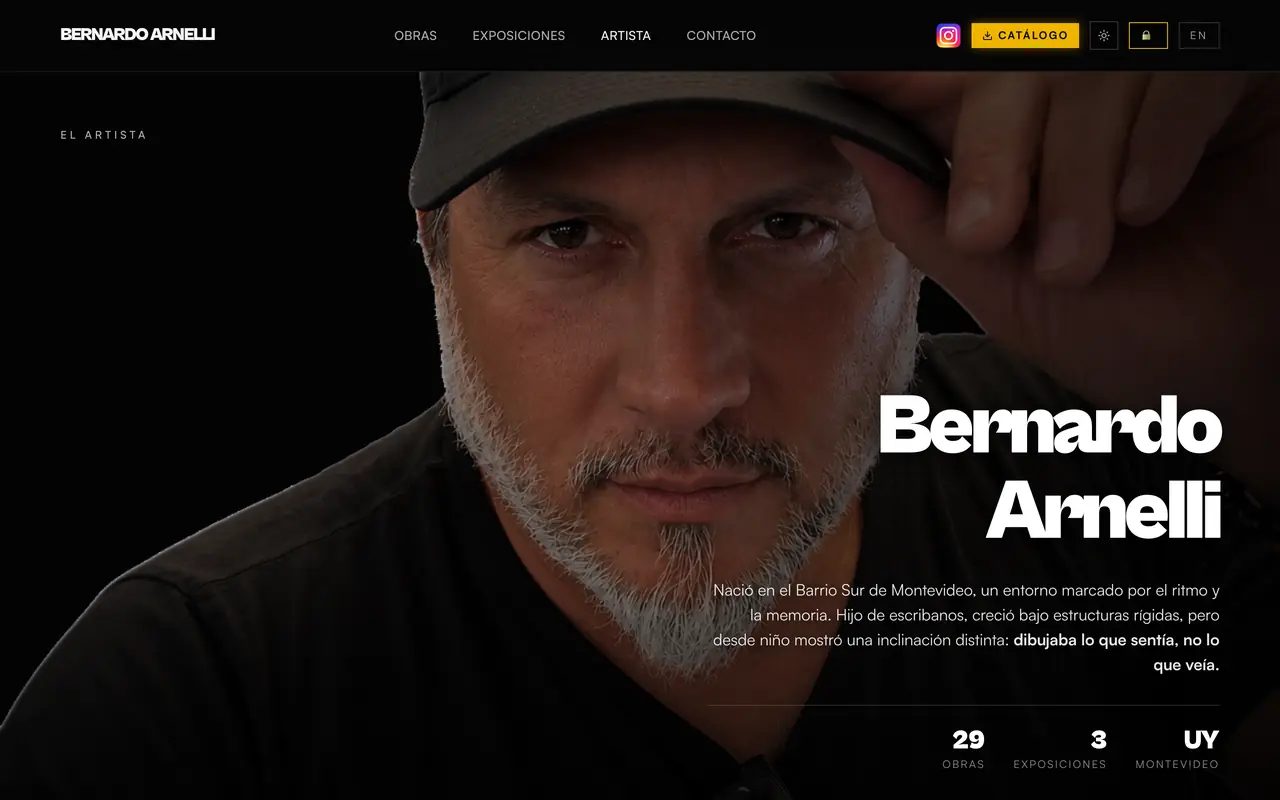 BERNARDO ARNELLI
OBRAS
EXPOSICIONES
ARTISTA
CONTACTO
CATÁLOGO
EN
EL ARTISTA
Bernardo
Arnelli
Nació en el Barrio Sur de Montevideo, un entorno marcado por el ritmo y
la memoria. Hijo de escribanos, creció bajo estructuras rígidas, pero
desde niño mostró una inclinación distinta: dibujaba lo que sentía, no lo
que veía.
29
OBRAS
3
EXPOSICIONES
UY
MONTEVIDEO